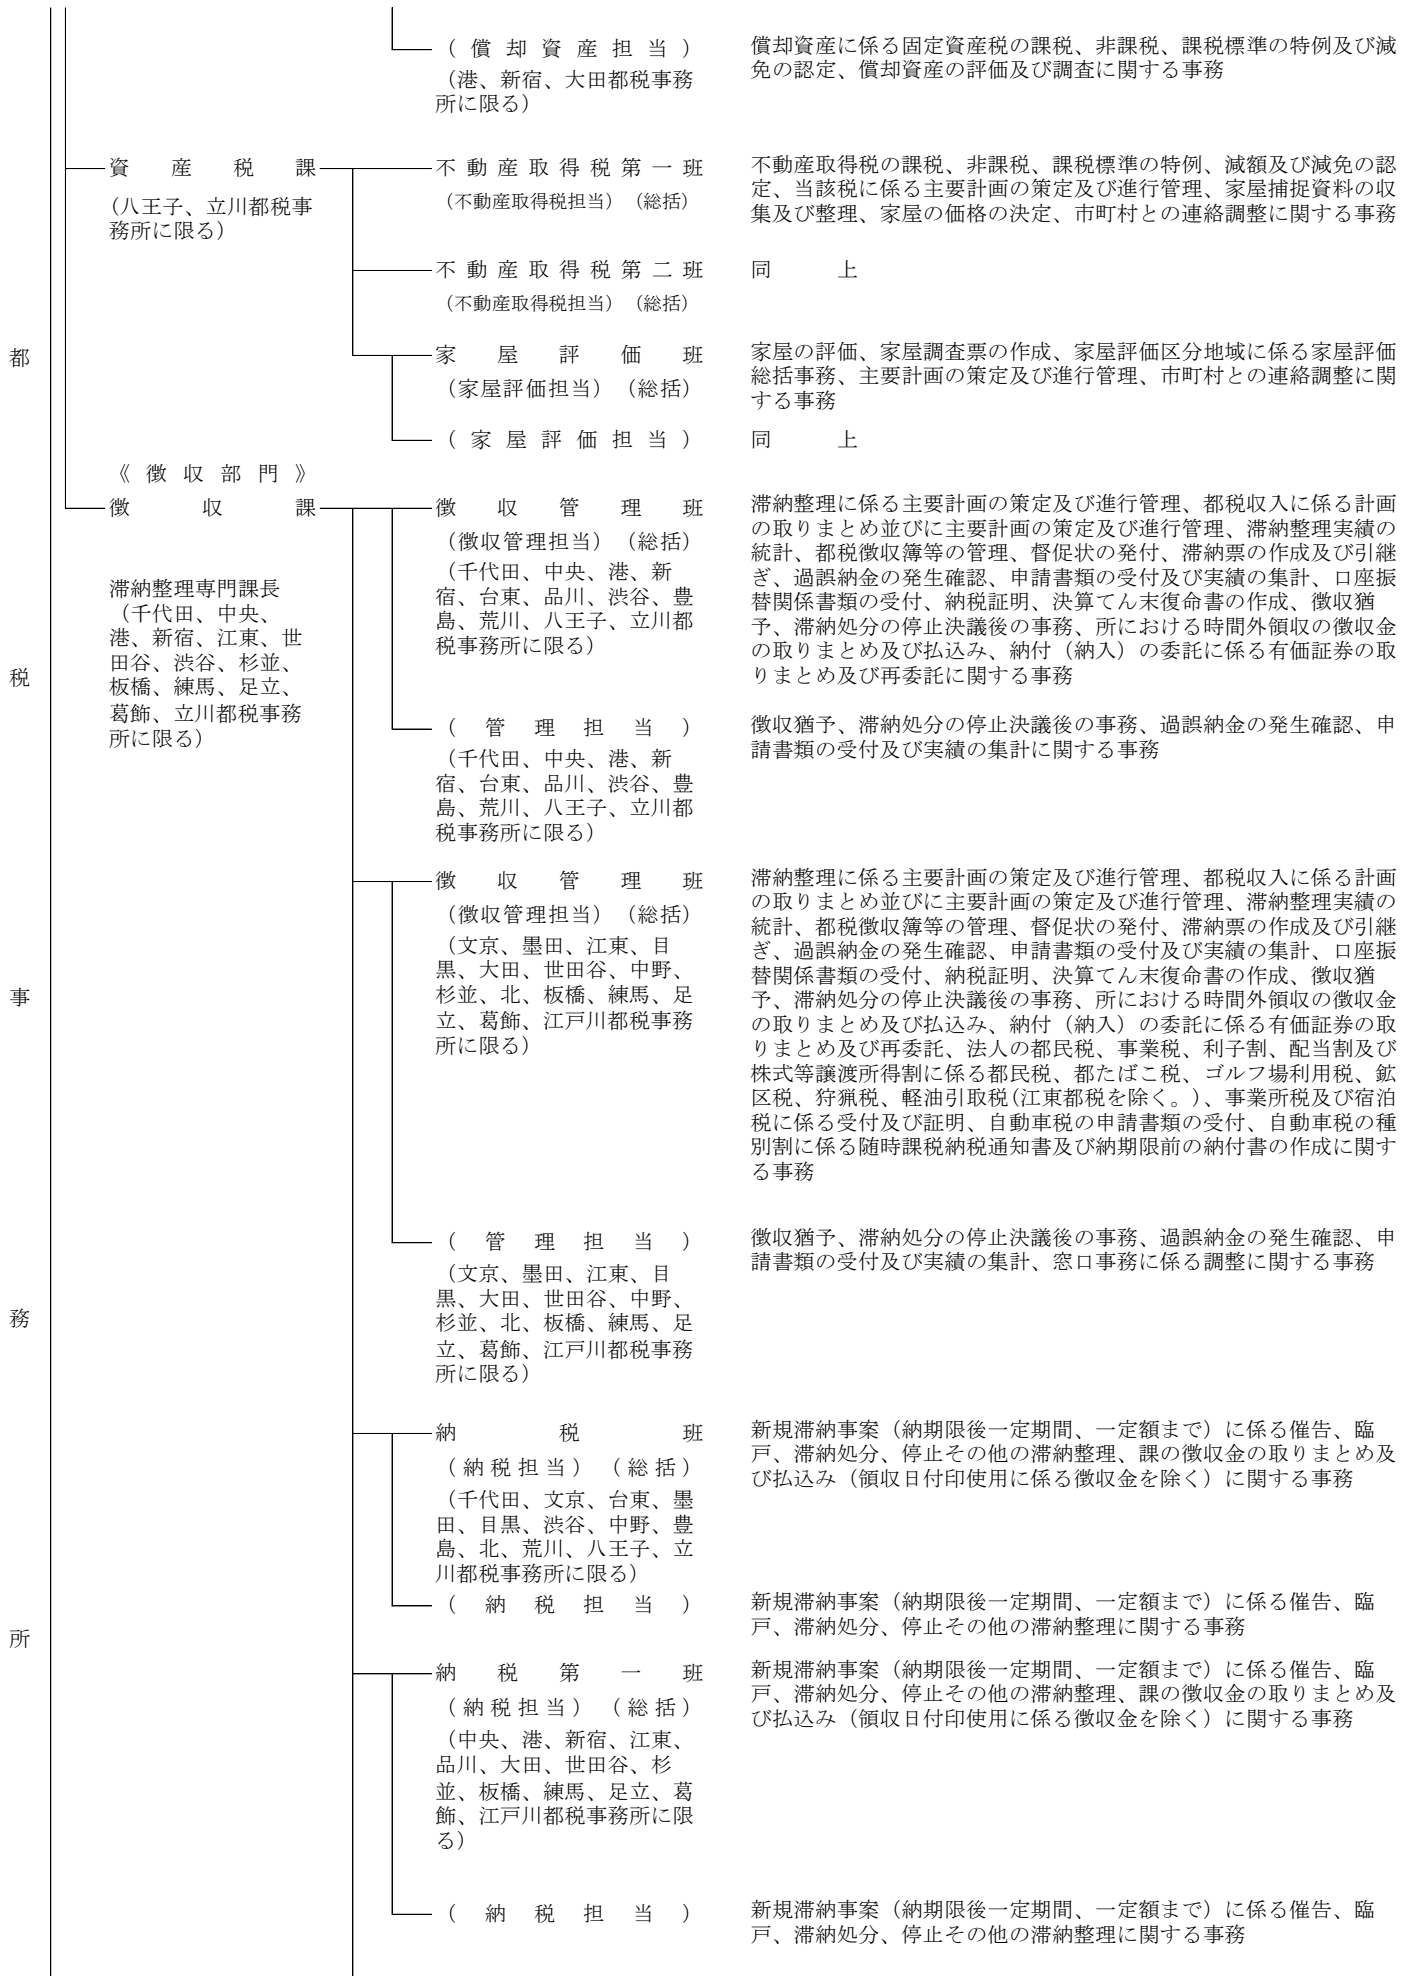 (償却資産担当)
(港、新宿、大田都税事務
所に限る)
償却資産に係る固定資産税の課税、非課税、課税標準の特例及び減
免の認定、償却資産の評価及び調査に関する事務
資産税課
(八王子、立川都税事
務所に限る)
不動産取得税第一班
(不動産取得税担当)(総括)
不動産取得税の課税、非課税、課税標準の特例、減額及び減免の認
定、当該税に係る主要計画の策定及び進行管理、家屋捕捉資料の収
集及び整理、家屋の価格の決定、市町村との連絡調整に関する事務
不動産取得税第二班
(不動産取得税担当)(総括)
同上
家屋評価班
(家屋評価担当)(総括)
家屋の評価、家屋調査票の作成、家屋評価区分地域に係る家屋評価
総括事務、主要計画の策定及び進行管理、市町村との連絡調整に関
する事務
(家屋評価担当)
同上
都
税
事
務
所
《徴収部門》
徴収課
滞納整理専門課長
(千代田、中央、
港、新宿、江東、世
田谷、渋谷、杉並、
板橋、練馬、足立、
葛飾、立川都税事務
所に限る)
徴収管理班
(徴収管理担当)(総括)
(千代田、中央、港、新
宿、台東、品川、渋谷、豊
島、荒川、八王子、立川都
税事務所に限る)
滞納整理に係る主要計画の策定及び進行管理、都税収入に係る計画
の取りまとめ並びに主要計画の策定及び進行管理、滞納整理実績の
統計、都税徴収簿等の管理、督促状の発付、滞納票の作成及び引継
ぎ、過誤納金の発生確認、申請書類の受付及び実績の集計、口座振
替関係書類の受付、納税証明、決算てん末復命書の作成、徴収猶
予、滞納処分の停止決議後の事務、所における時間外領収の徴収金
の取りまとめ及び払込み、納付(納入)の委託に係る有価証券の取
りまとめ及び再委託に関する事務
(管理担当)
(千代田、中央、港、新
宿、台東、品川、渋谷、豊
島、荒川、八王子、立川都
税事務所に限る)
徴収猶予、滞納処分の停止決議後の事務、過誤納金の発生確認、申
請書類の受付及び実績の集計に関する事務
徴収管理班
(徴収管理担当)(総括)
(文京、墨田、江東、目
黒、大田、世田谷、中野、
杉並、北、板橋、練馬、足
立、葛飾、江戸川都税事務
所に限る)
滞納整理に係る主要計画の策定及び進行管理、都税収入に係る計画
の取りまとめ並びに主要計画の策定及び進行管理、滞納整理実績の
統計、都税徴収簿等の管理、督促状の発付、滞納票の作成及び引継
ぎ、過誤納金の発生確認、申請書類の受付及び実績の集計、口座振
替関係書類の受付、納税証明、決算てん末復命書の作成、徴収猶
予、滞納処分の停止決議後の事務、所における時間外領収の徴収金
の取りまとめ及び払込み、納付(納入)の委託に係る有価証券の取
りまとめ及び再委託、法人の都民税、事業税、利子割、配当割及び
株式等譲渡所得割に係る都民税、都たばこ税、ゴルフ場利用税、鉱
区税、狩猟税、軽油引取税(江東都税を除く。)、事業所税及び宿泊
税に係る受付及び証明、自動車税の申請書類の受付、自動車税の種
別割に係る随時課税納税通知書及び納期限前の納付書の作成に関す
る事務
(管理担当)
(文京、墨田、江東、目
黒、大田、世田谷、中野、
杉並、北、板橋、練馬、足
立、葛飾、江戸川都税事務
所に限る)
徴収猶予、滞納処分の停止決議後の事務、過誤納金の発生確認、申
請書類の受付及び実績の集計、窓口事務に係る調整に関する事務
納税班
(納税担当)(総括)
(千代田、文京、台東、墨
田、目黒、渋谷、中野、豊
島、北、荒川、八王子、立
川都税事務所に限る)
新規滞納事案(納期限後一定期間、一定額まで)に係る催告、臨
戸、滞納処分、停止その他の滞納整理、課の徴収金の取りまとめ及
び払込み(領収日付印使用に係る徴収金を除く)に関する事務
(納税担当)
新規滞納事案(納期限後一定期間、一定額まで)に係る催告、臨
戸、滞納処分、停止その他の滞納整理に関する事務
納税第一班
(納税担当)(総括)
(中央、港、新宿、江東、
品川、大田、世田谷、杉
並、板橋、練馬、足立、葛
飾、江戸川都税事務所に限
る)
新規滞納事案(納期限後一定期間、一定額まで)に係る催告、臨
戸、滞納処分、停止その他の滞納整理、課の徴収金の取りまとめ及
び払込み(領収日付印使用に係る徴収金を除く)に関する事務
(納税担当)
新規滞納事案(納期限後一定期間、一定額まで)に係る催告、臨
戸、滞納処分、停止その他の滞納整理に関する事務